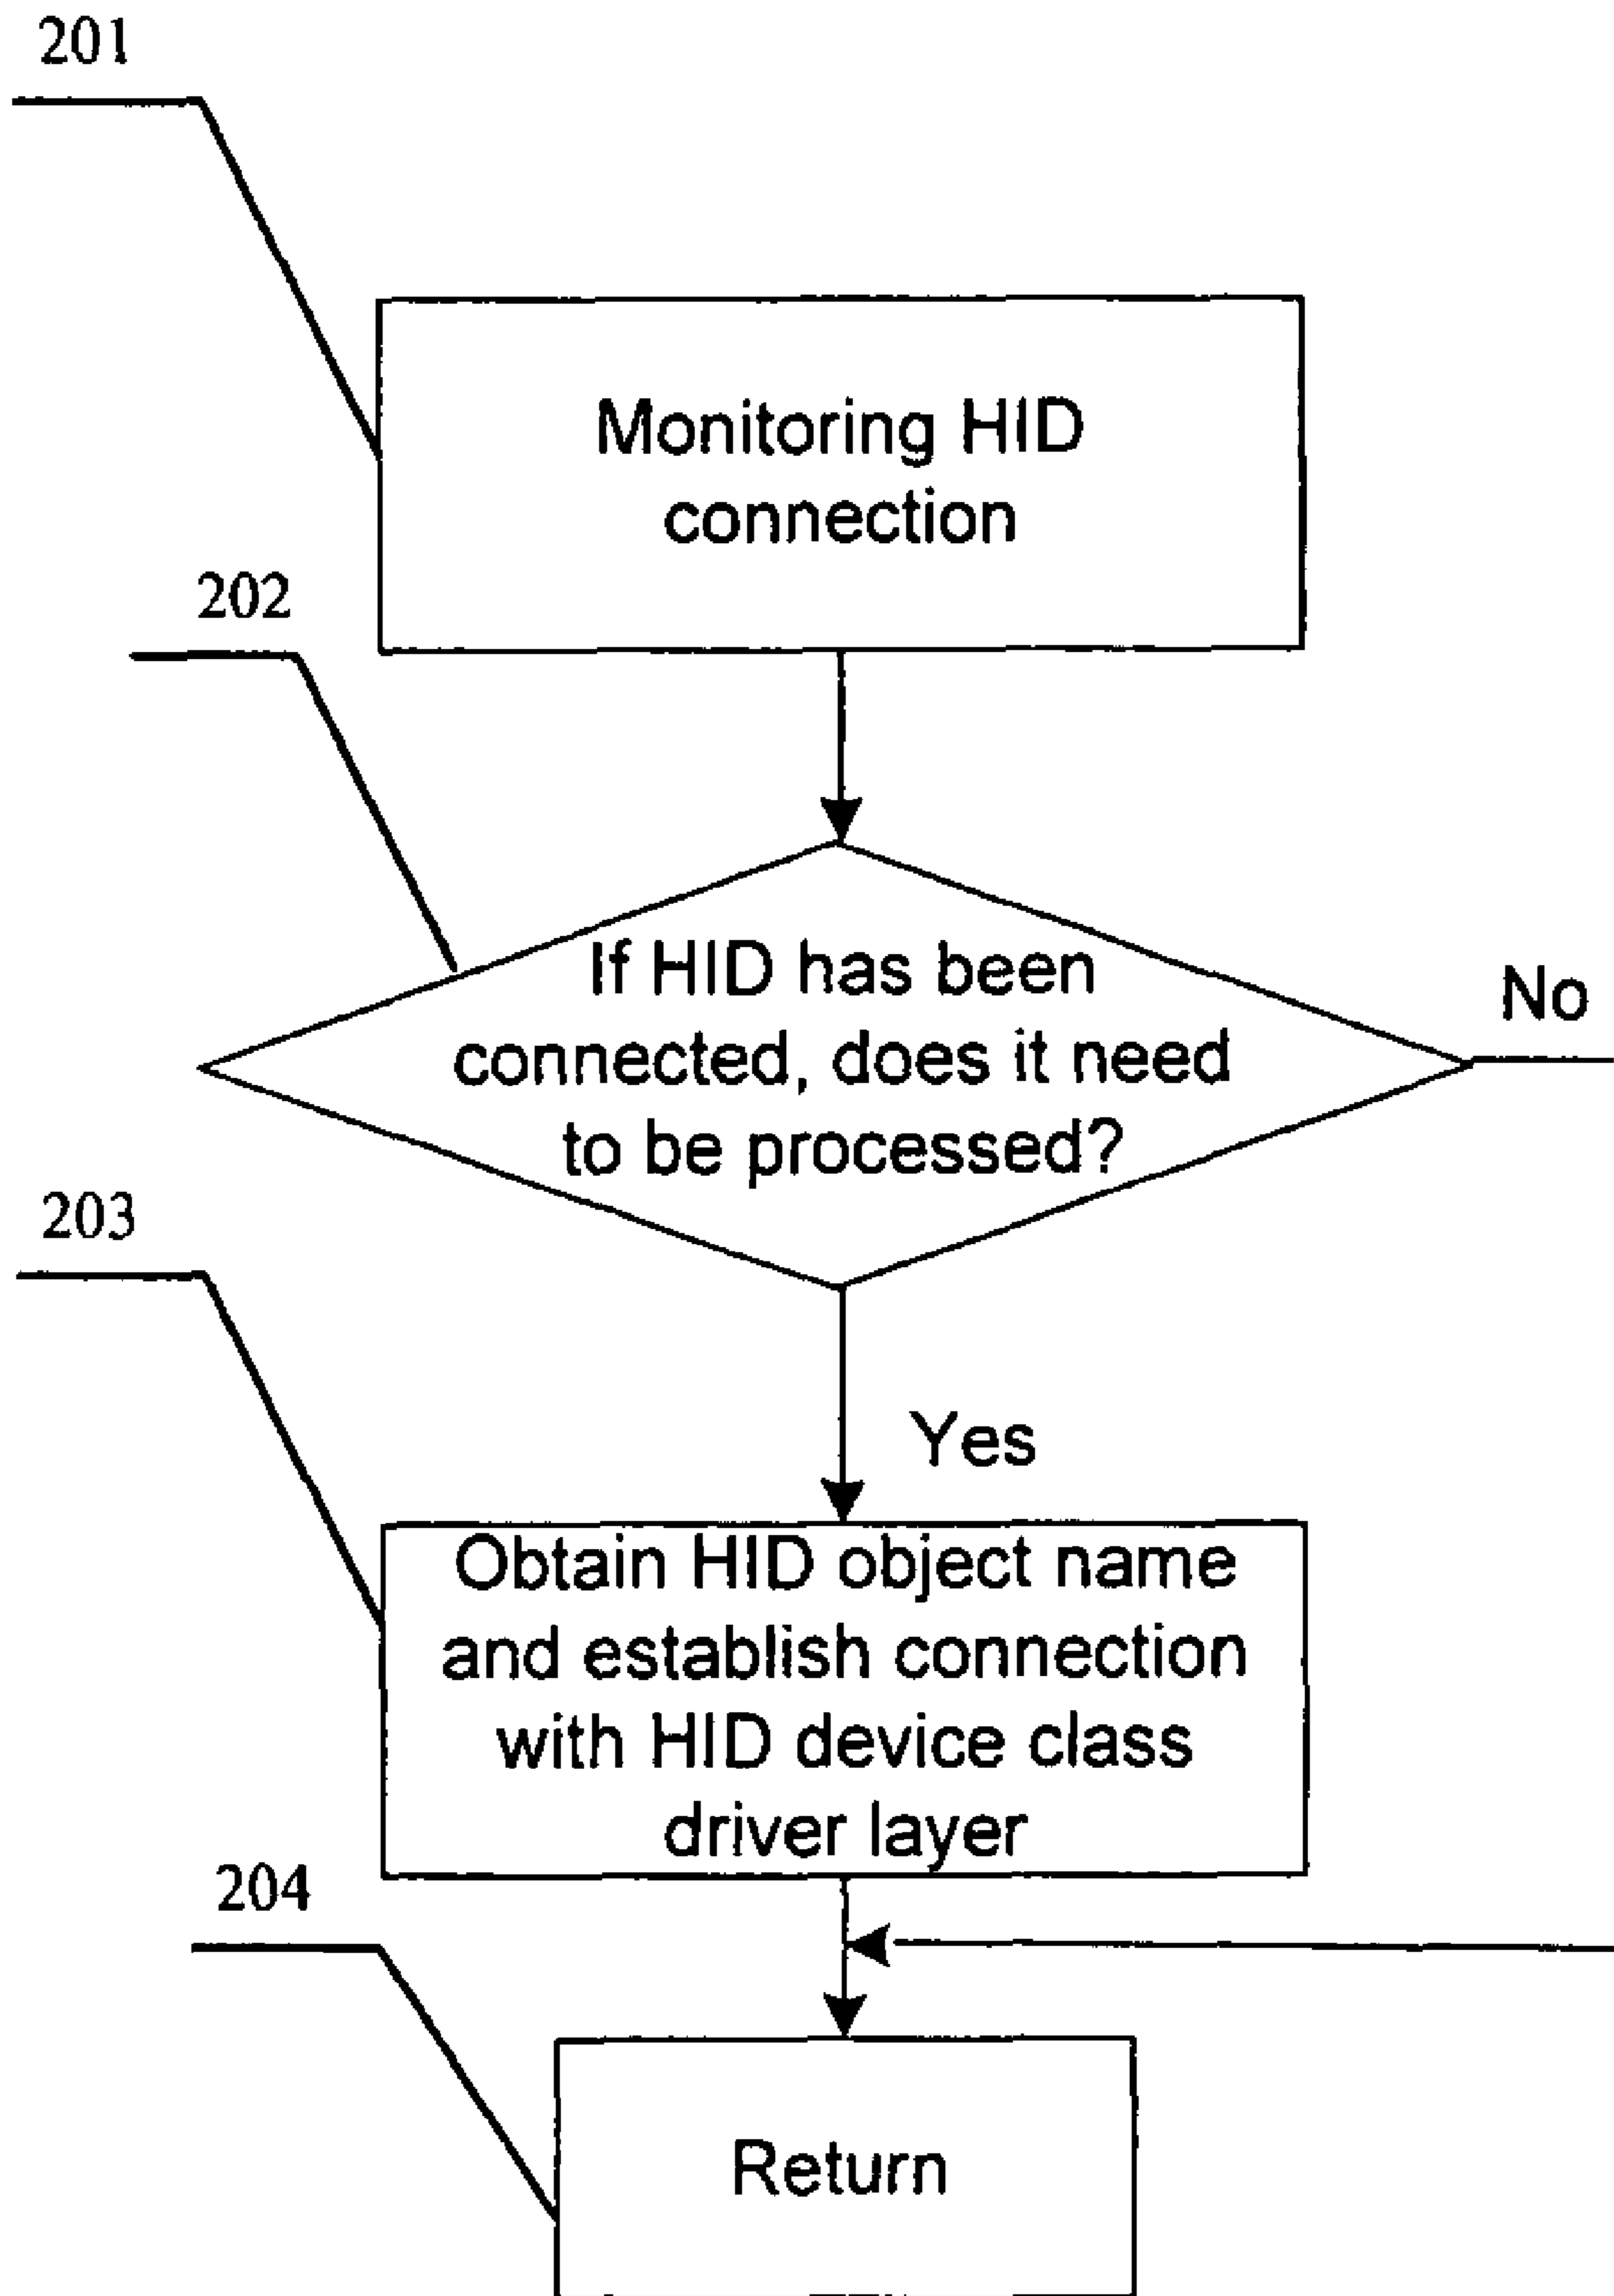 201
Monitoring HID
connection
202
If HID has been
connected, does it need
to be processed?
No
203
Yes
Obtain HID object name
and establish connection
with HID device class
driver layer
204
Return